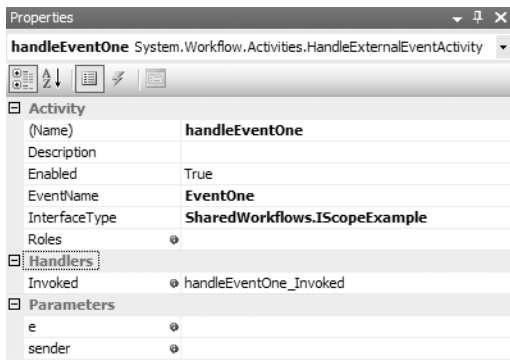 Properties
handleEventOne System.Workflow.Activities.HandleExternalEventActivity
Activity
(Name) handleEventOne
Description
Enabled True
EventName EventOne
InterfaceType SharedWorkflows.IScopeExample
Roles
Handlers
Invoked handleEventOne_Invoked
Parameters
e
sender